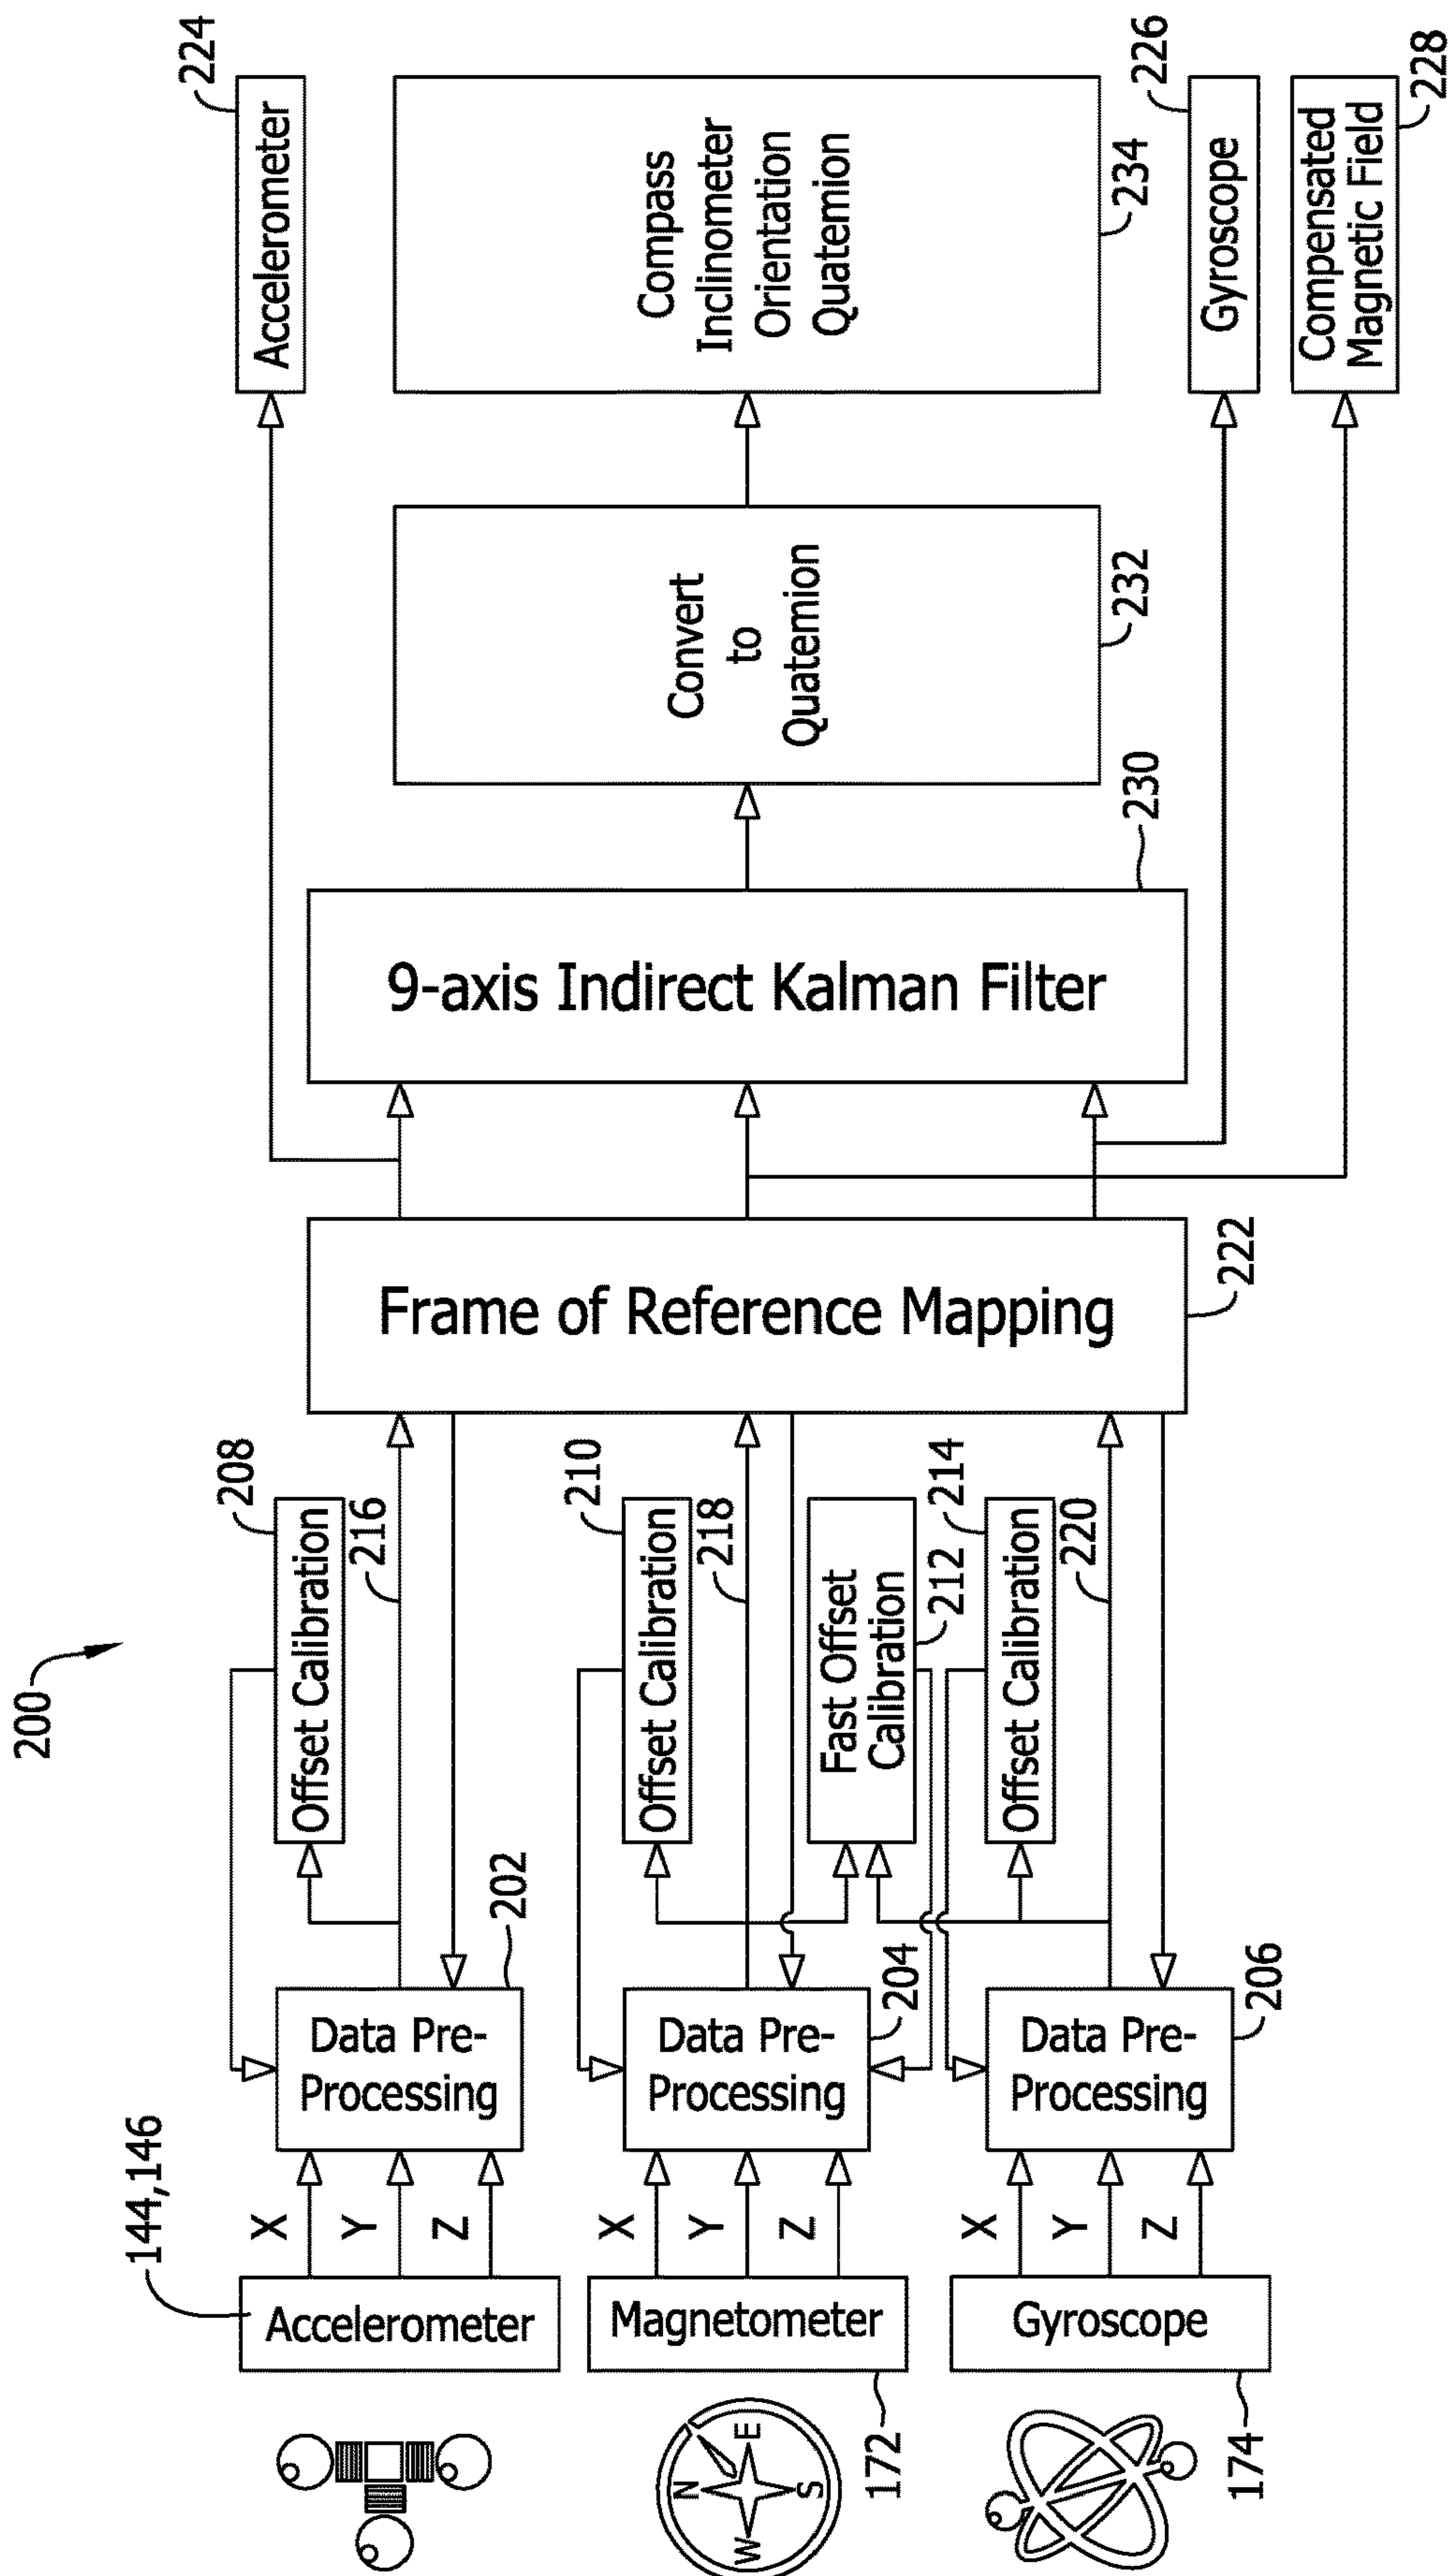 200
144,146
Accelerometer
X
Y
Z
Data Pre-
Processing
202
Offset Calibration
208
216
N
E
S
W
Magnetometer
172
X
Y
Z
Data Pre-
Processing
204
Offset Calibration
210
218
Fast Offset
Calibration
212
Gyroscope
174
X
Y
Z
Data Pre-
Processing
206
Offset Calibration
214
220
Frame of Reference Mapping
222
9-axis Indirect Kalman Filter
230
Convert
to
Quatemion
232
Accelerometer
224
Compass
Inclinometer
Orientation
Quatemion
234
Gyroscope
226
Compensated
Magnetic Field
228